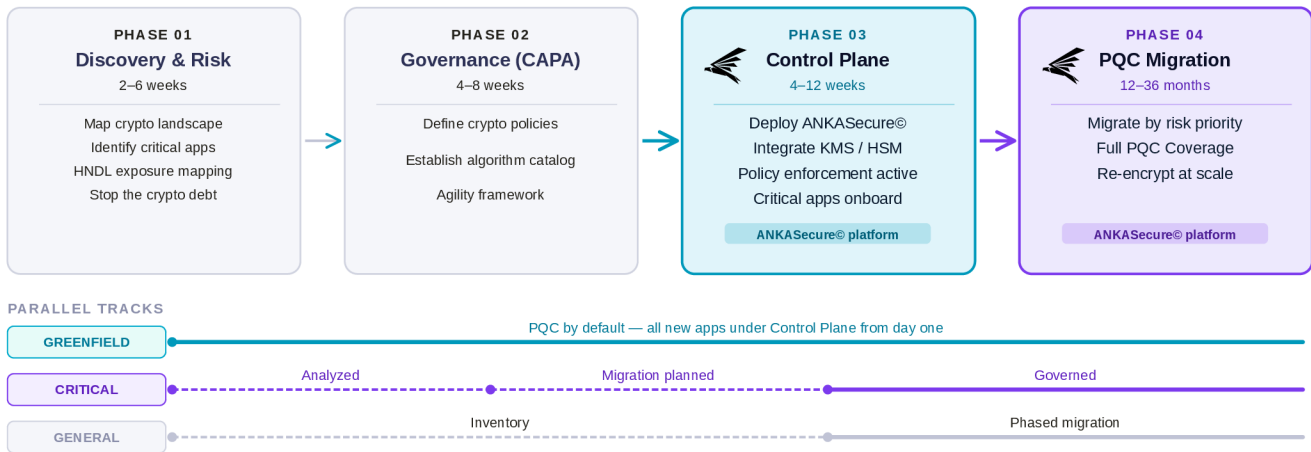 PHASE 01
Discovery & Risk
2–6 weeks
Map crypto landscape
Identify critical apps
HNDL exposure mapping
Stop the crypto debt
PHASE 02
Governance (CAPA)
4–8 weeks
Define crypto policies
Establish algorithm catalog
Agility framework
PHASE 03
Control Plane
4–12 weeks
Deploy ANKASecure©
Integrate KMS / HSM
Policy enforcement active
Critical apps onboard
ANKASecure© platform
PHASE 04
PQC Migration
12–36 months
Migrate by risk priority
Full PQC Coverage
Re-encrypt at scale
ANKASecure© platform
PARALLEL TRACKS
GREENFIELD
PQC by default — all new apps under Control Plane from day one
CRITICAL
Analyzed
Migration planned
Governed
GENERAL
Inventory
Phased migration